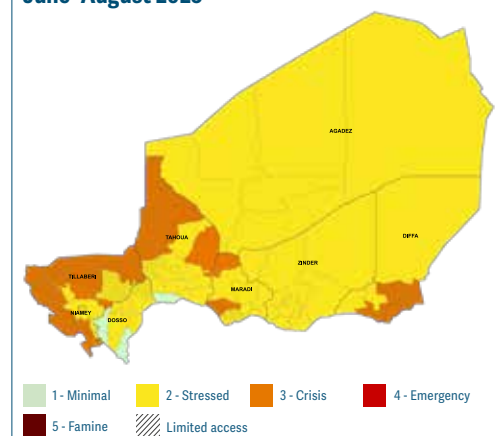 AGADEZ
DIFFA
TAHOUA
ZINDER
TILLABERI
MARADI
NIAMEY
DOSSO
1 - Minimal
2 - Stressed
3 - Crisis
4 - Emergency
5 - Famine
Limited access